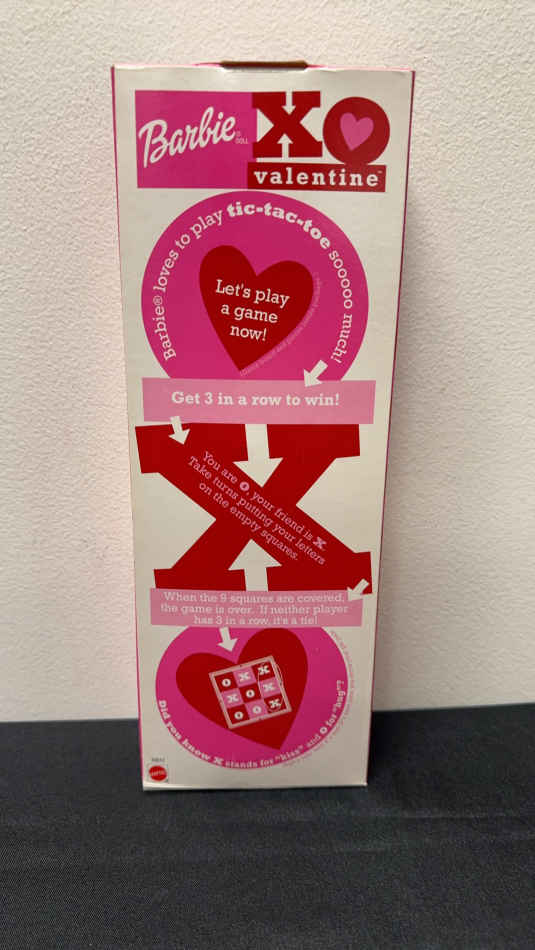 Barbie® DOLL XO
valentine™
Barbie® loves to play tic-tac-toe sooooo much!
Let's play
a game
now!
Get 3 in a row to win!
You are O, your friend is X.
Take turns putting your letters
on the empty squares.
When the 9 squares are covered,
the game is over. If neither player
has 3 in a row, it's a tie!
O X X
X O X
O O X
Did you know X stands for "kiss" and O for "hug"?
MATTEL